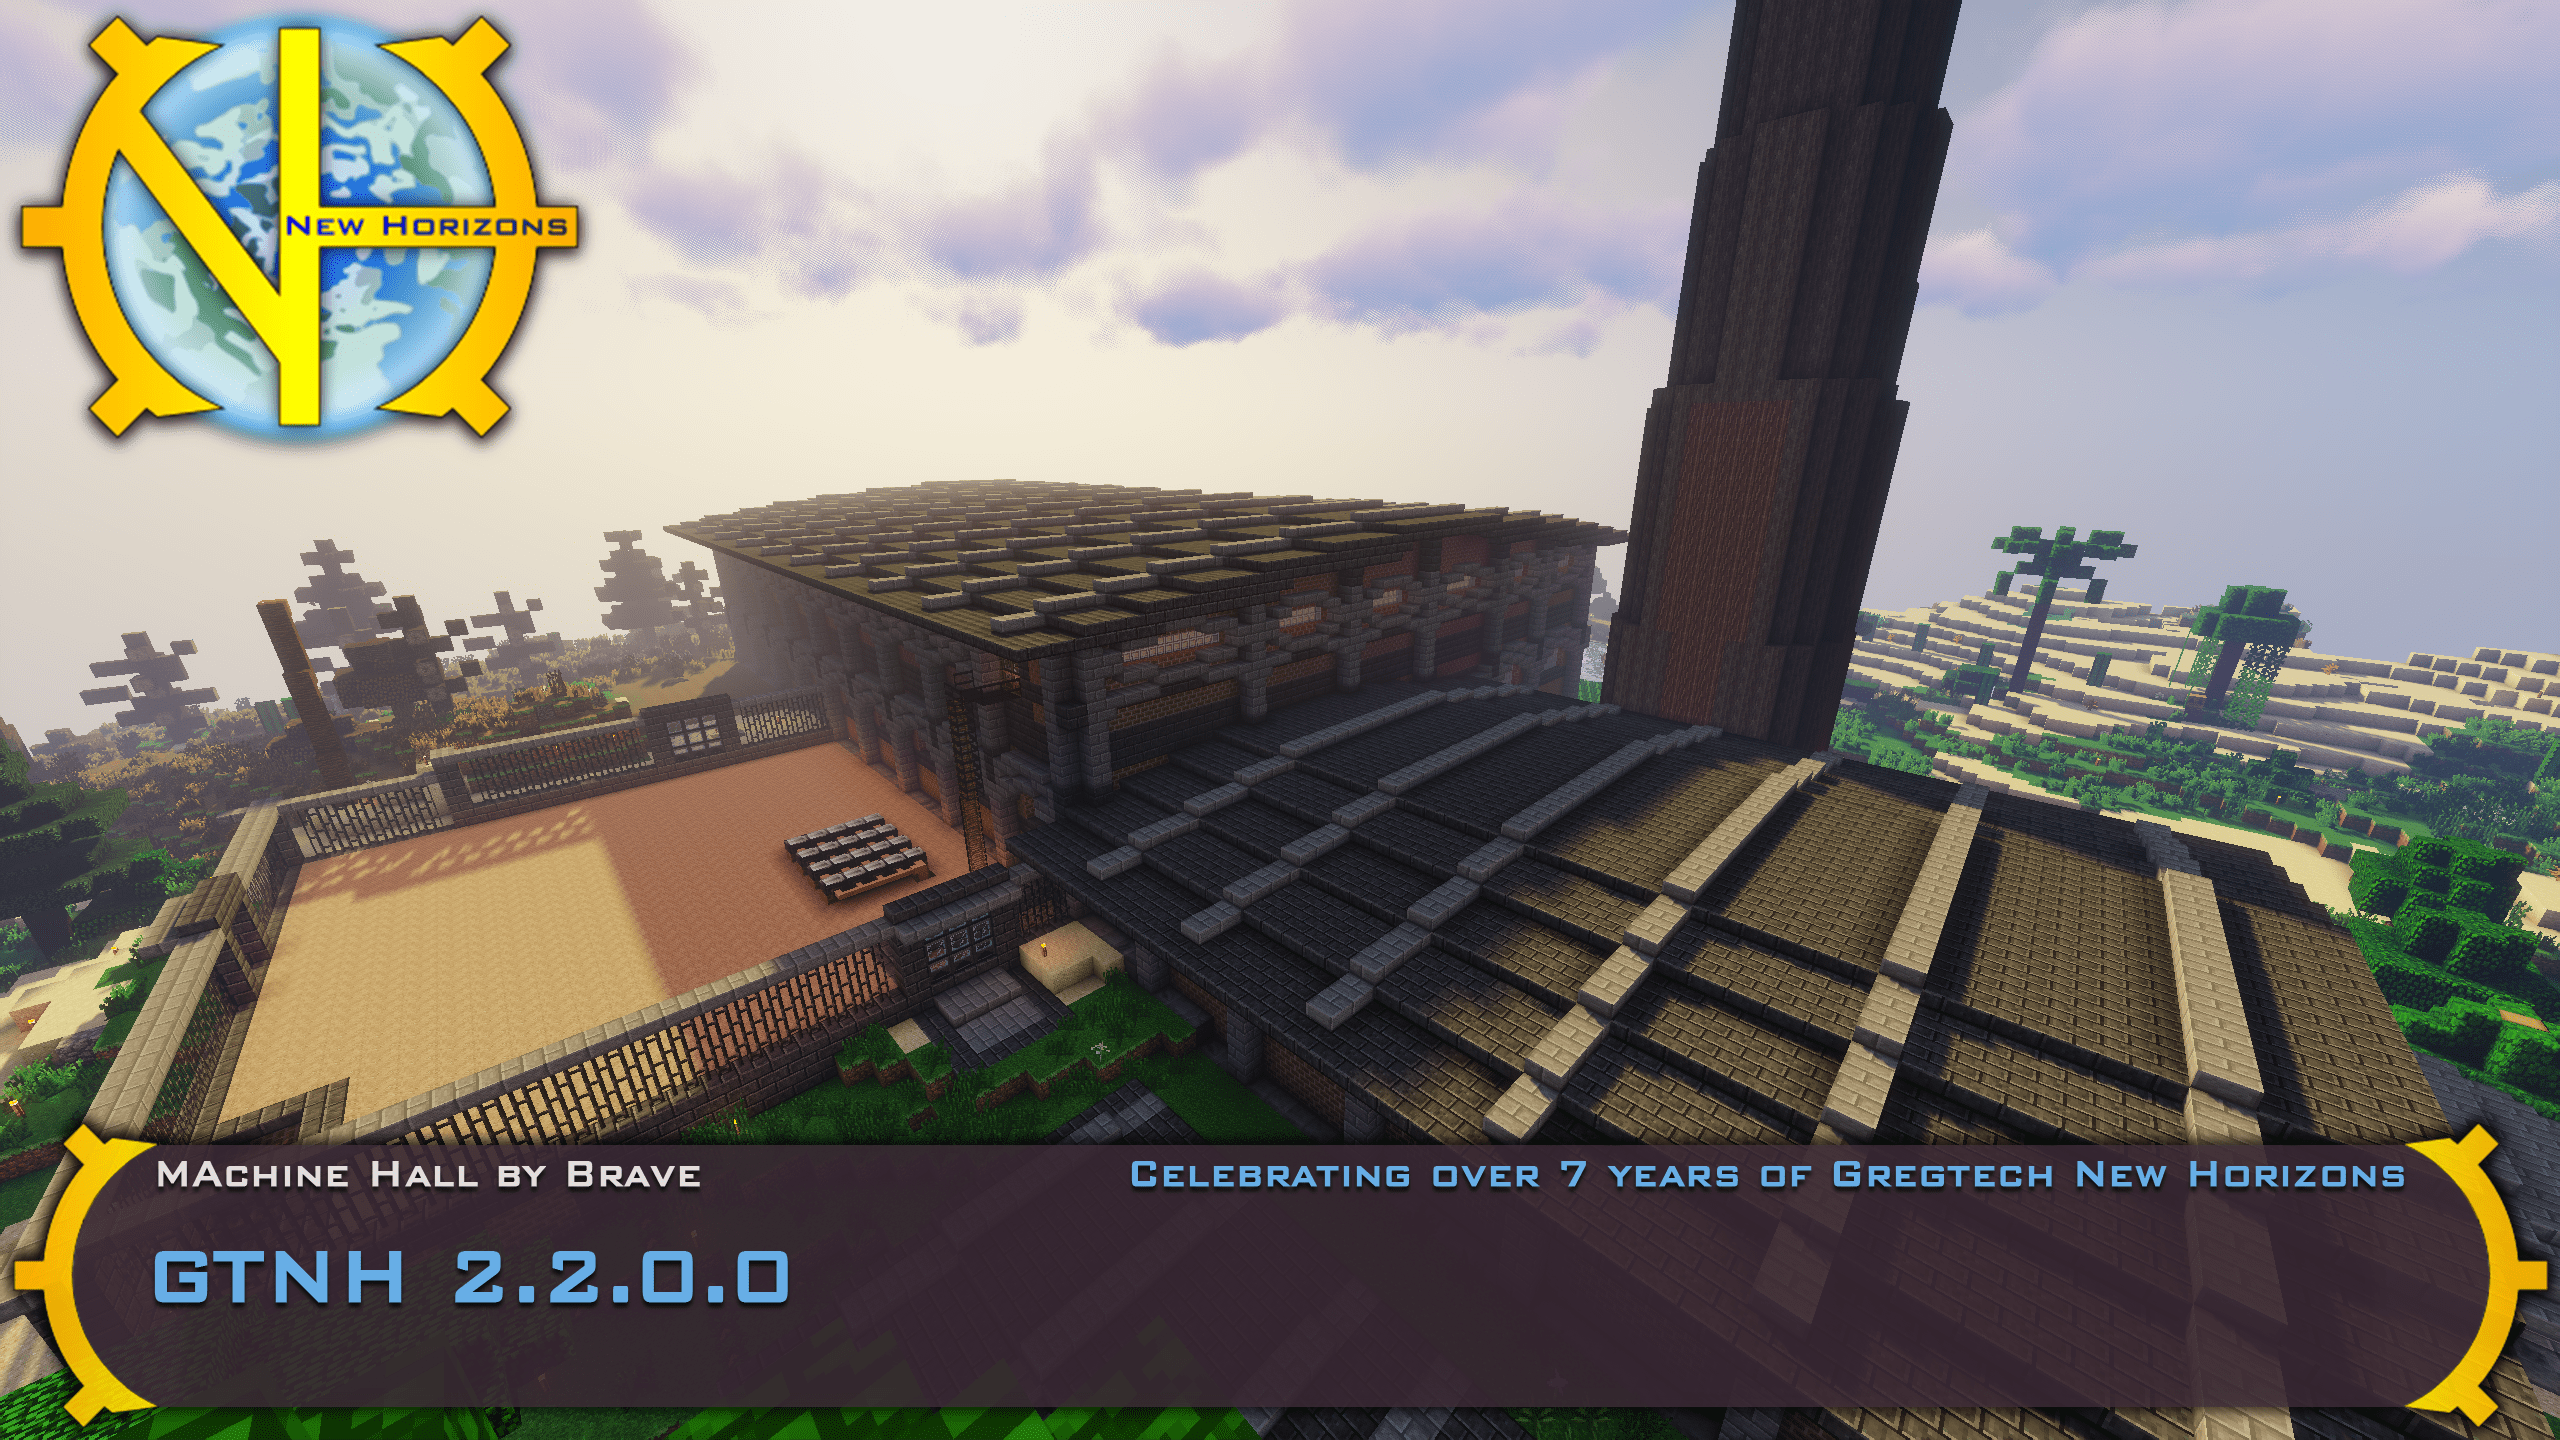 New Horizons
MAchine Hall by Brave
Celebrating over 7 years of Gregtech New Horizons
GTNH 2.2.0.0